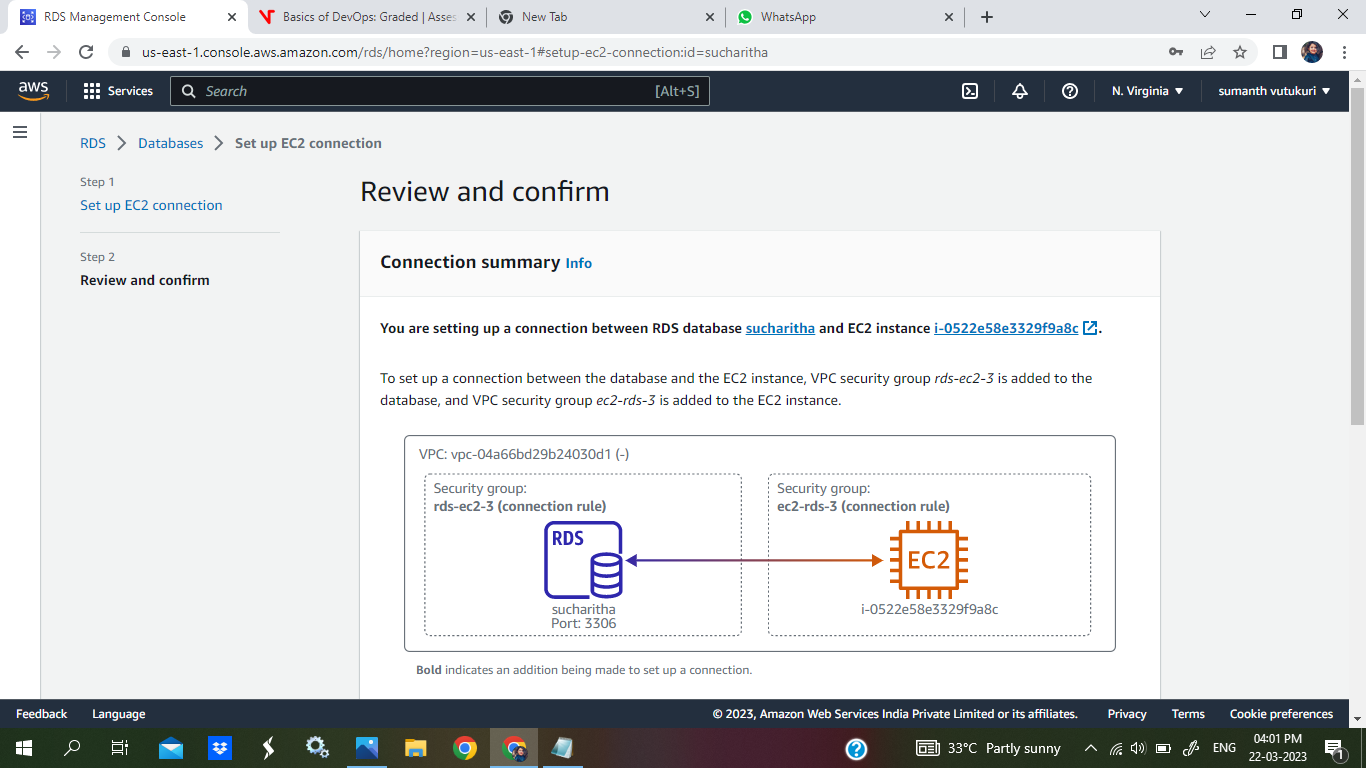 RDS Management Console
Basics of DevOps: Graded | Asses
New Tab
WhatsApp
us-east-1.console.aws.amazon.com/rds/home?region=us-east-1#setup-ec2-connection:id=sucharitha
aws
Services
Search
[Alt+S]
N. Virginia
sumanth vutukuri
RDS
Databases
Set up EC2 connection
Step 1
Set up EC2 connection
Step 2
Review and confirm
Review and confirm
Connection summary Info
You are setting up a connection between RDS database sucharitha and EC2 instance i-0522e58e3329f9a8c.
To set up a connection between the database and the EC2 instance, VPC security group rds-ec2-3 is added to the
database, and VPC security group ec2-rds-3 is added to the EC2 instance.
VPC: vpc-04a66bd29b24030d1 (-)
Security group:
rds-ec2-3 (connection rule)
RDS
sucharitha
Port: 3306
Security group:
ec2-rds-3 (connection rule)
EC2
i-0522e58e3329f9a8c
Bold indicates an addition being made to set up a connection.
Feedback
Language
© 2023, Amazon Web Services India Private Limited or its affiliates.
Privacy
Terms
Cookie preferences
33°C Partly sunny
ENG
04:01 PM
22-03-2023
1